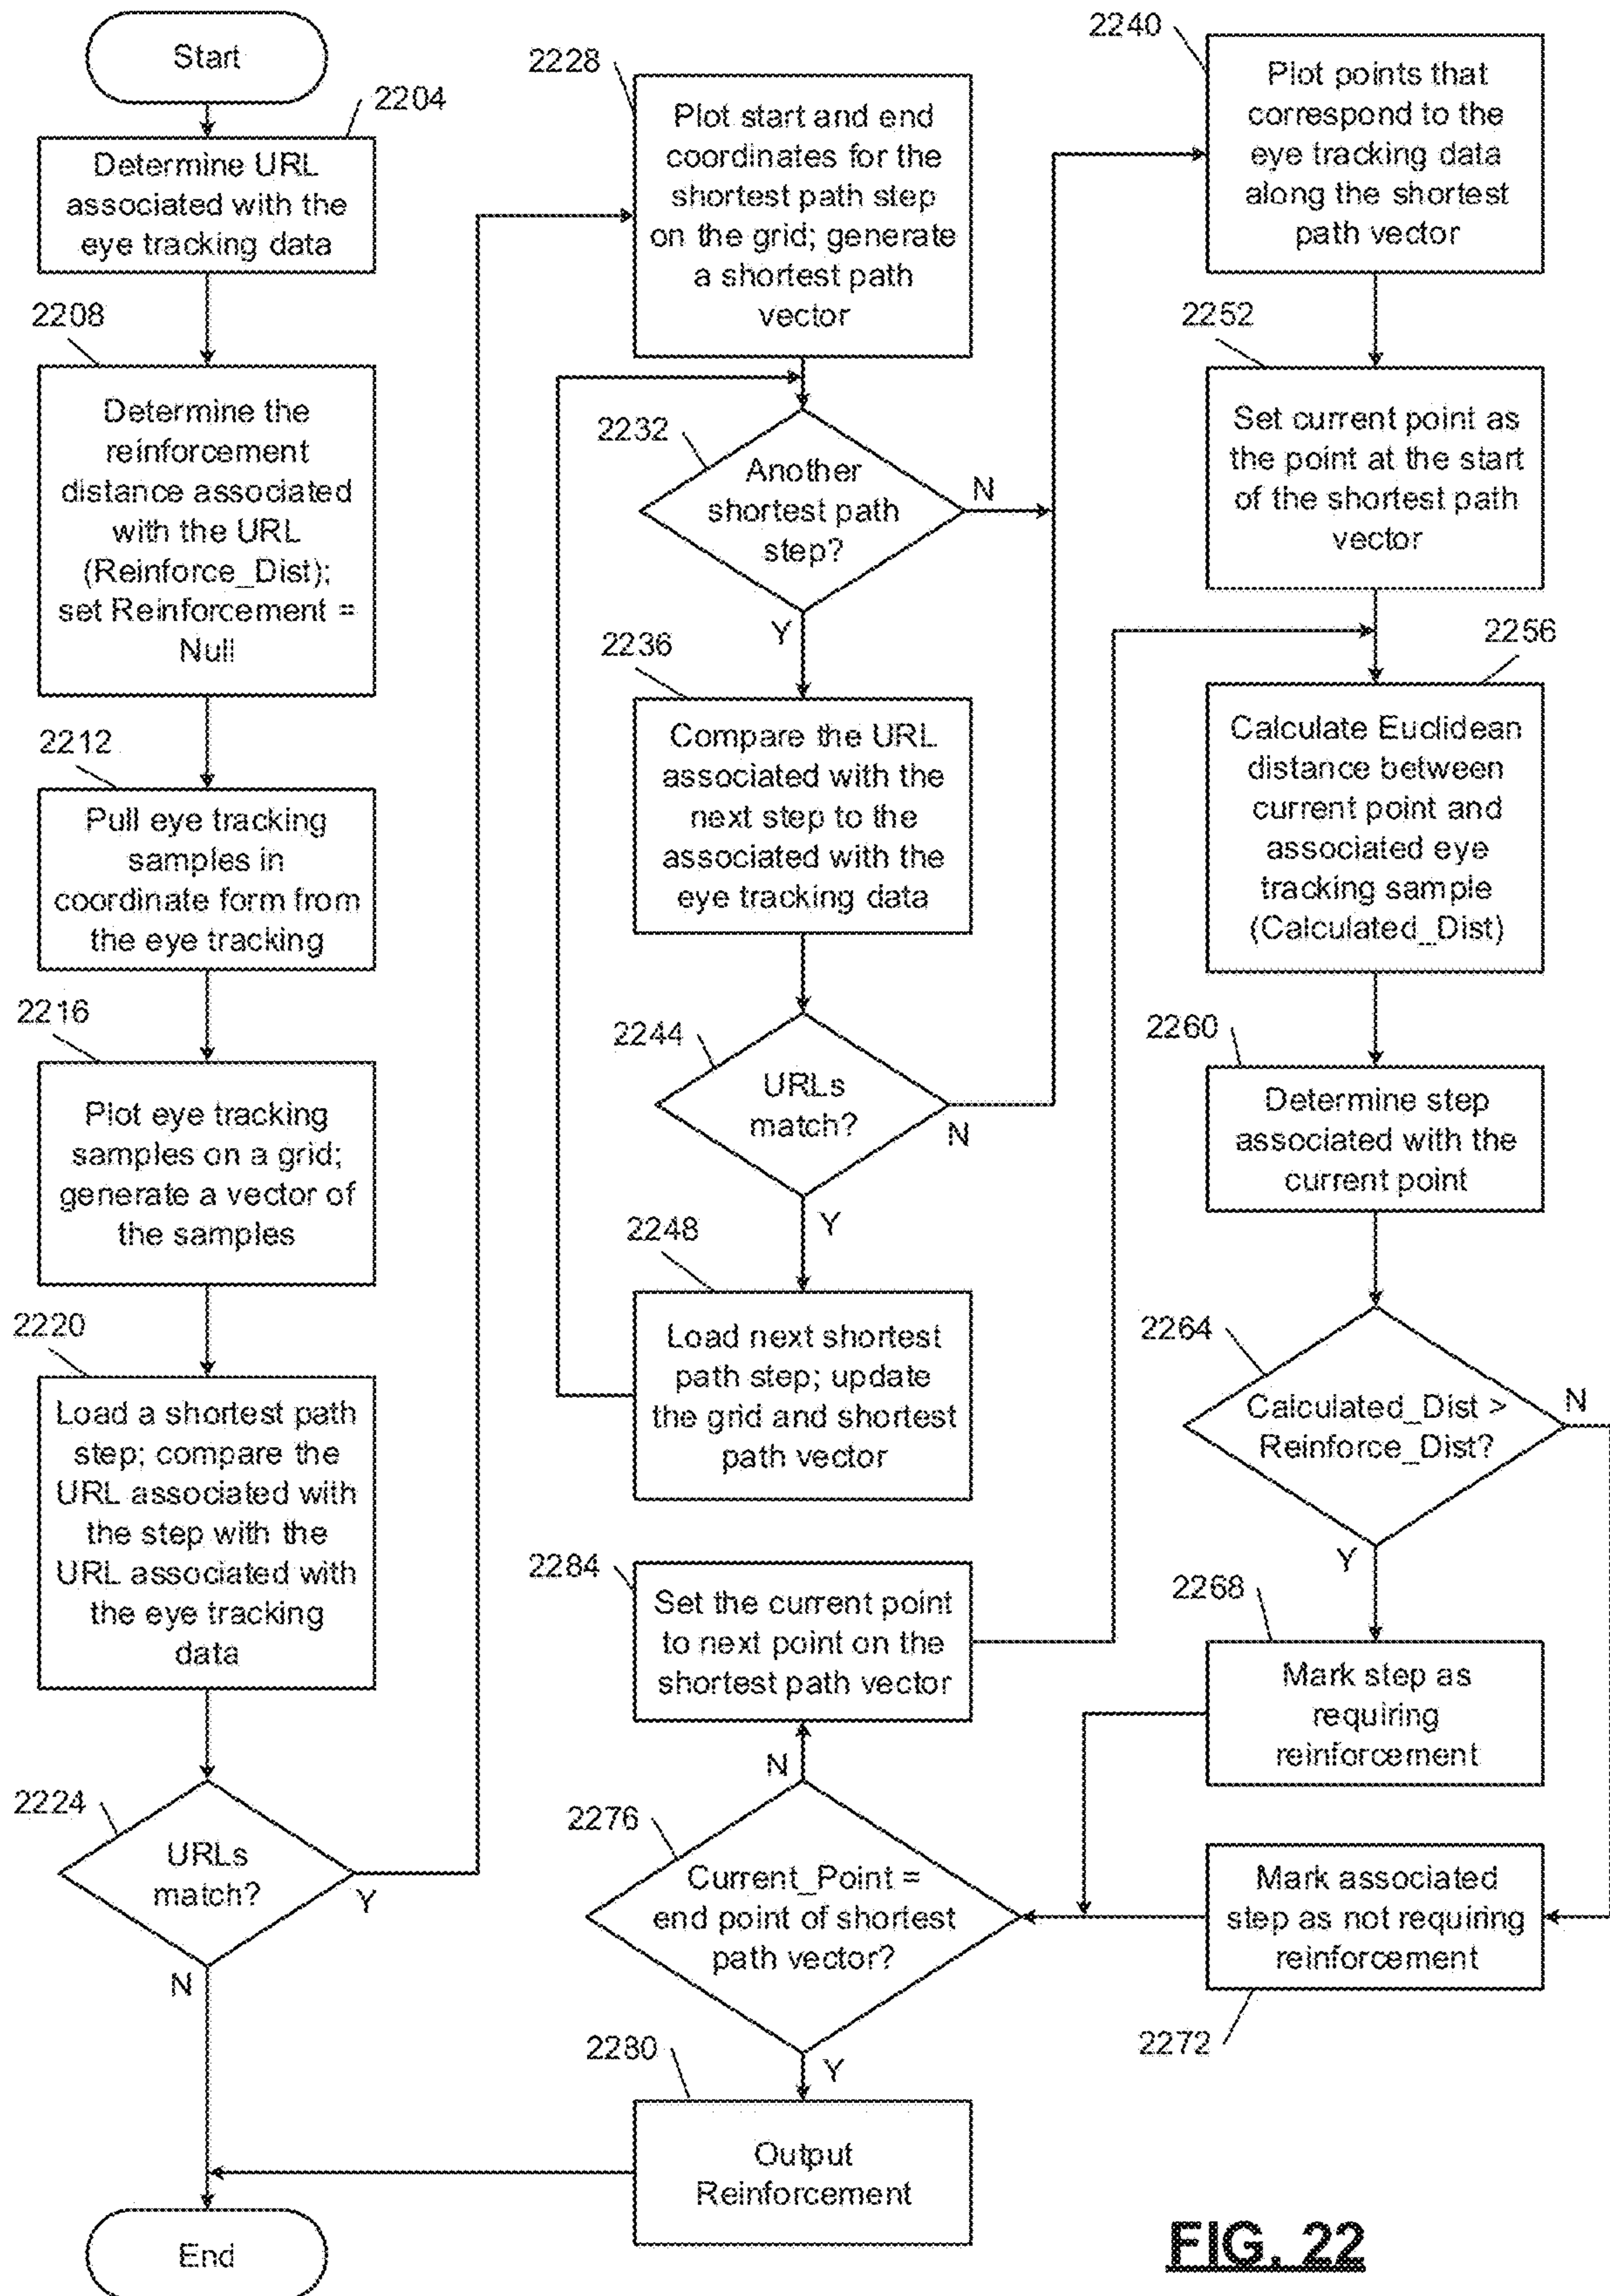 Start
2204
Determine URL
associated with the
eye tracking data
2208
Determine the
reinforcement
distance associated
with the URL
(Reinforce_Dist);
set Reinforcement =
Null
2212
Pull eye tracking
samples in
coordinate form from
the eye tracking
2216
Plot eye tracking
samples on a grid;
generate a vector of
the samples
2220
Load a shortest path
step; compare the
URL associated with
the step with the
URL associated with
the eye tracking
data
2224
URLs
match?
Y
N
End
2228
Plot start and end
coordinates for the
shortest path step
on the grid; generate
a shortest path
vector
2232
Another
shortest path
step?
N
Y
2236
Compare the URL
associated with the
next step to the
associated with the
eye tracking data
2244
URLs
match?
N
Y
2248
Load next shortest
path step; update
the grid and shortest
path vector
2284
Set the current point
to next point on the
shortest path vector
N
2276
Current_Point =
end point of shortest
path vector?
Y
2280
Output
Reinforcement
2240
Plot points that
correspond to the
eye tracking data
along the shortest
path vector
2252
Set current point as
the point at the start
of the shortest path
vector
2256
Calculate Euclidean
distance between
current point and
associated eye
tracking sample
(Calculated_Dist)
2260
Determine step
associated with the
current point
2264
Calculated_Dist >
Reinforce_Dist?
N
Y
2268
Mark step as
requiring
reinforcement
Mark associated
step as not requiring
reinforcement
2272
FIG. 22